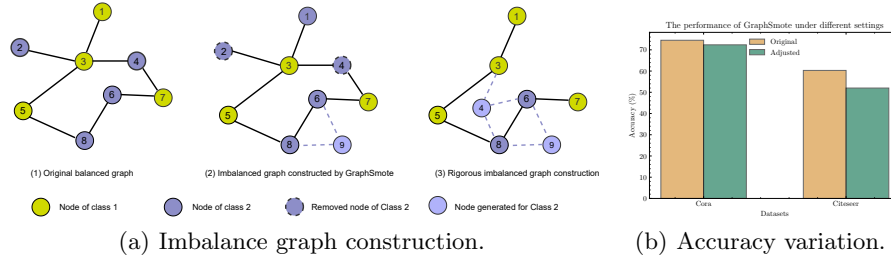 1
2
3
4
5
6
7
8
(1) Original balanced graph
1
2
3
4
5
6
7
8
9
(2) Imbalanced graph constructed by GraphSmote
1
3
4
5
6
7
8
9
(3) Rigorous imbalanced graph construction
Node of class 1
Node of class 2
Removed node of Class 2
Node generated for Class 2
(a) Imbalance graph construction.
The performance of GraphSmote under different settings
Original
Adjusted
70
60
50
40
30
20
10
0
Accuracy (%)
Cora
Citeseer
Datasets
(b) Accuracy variation.